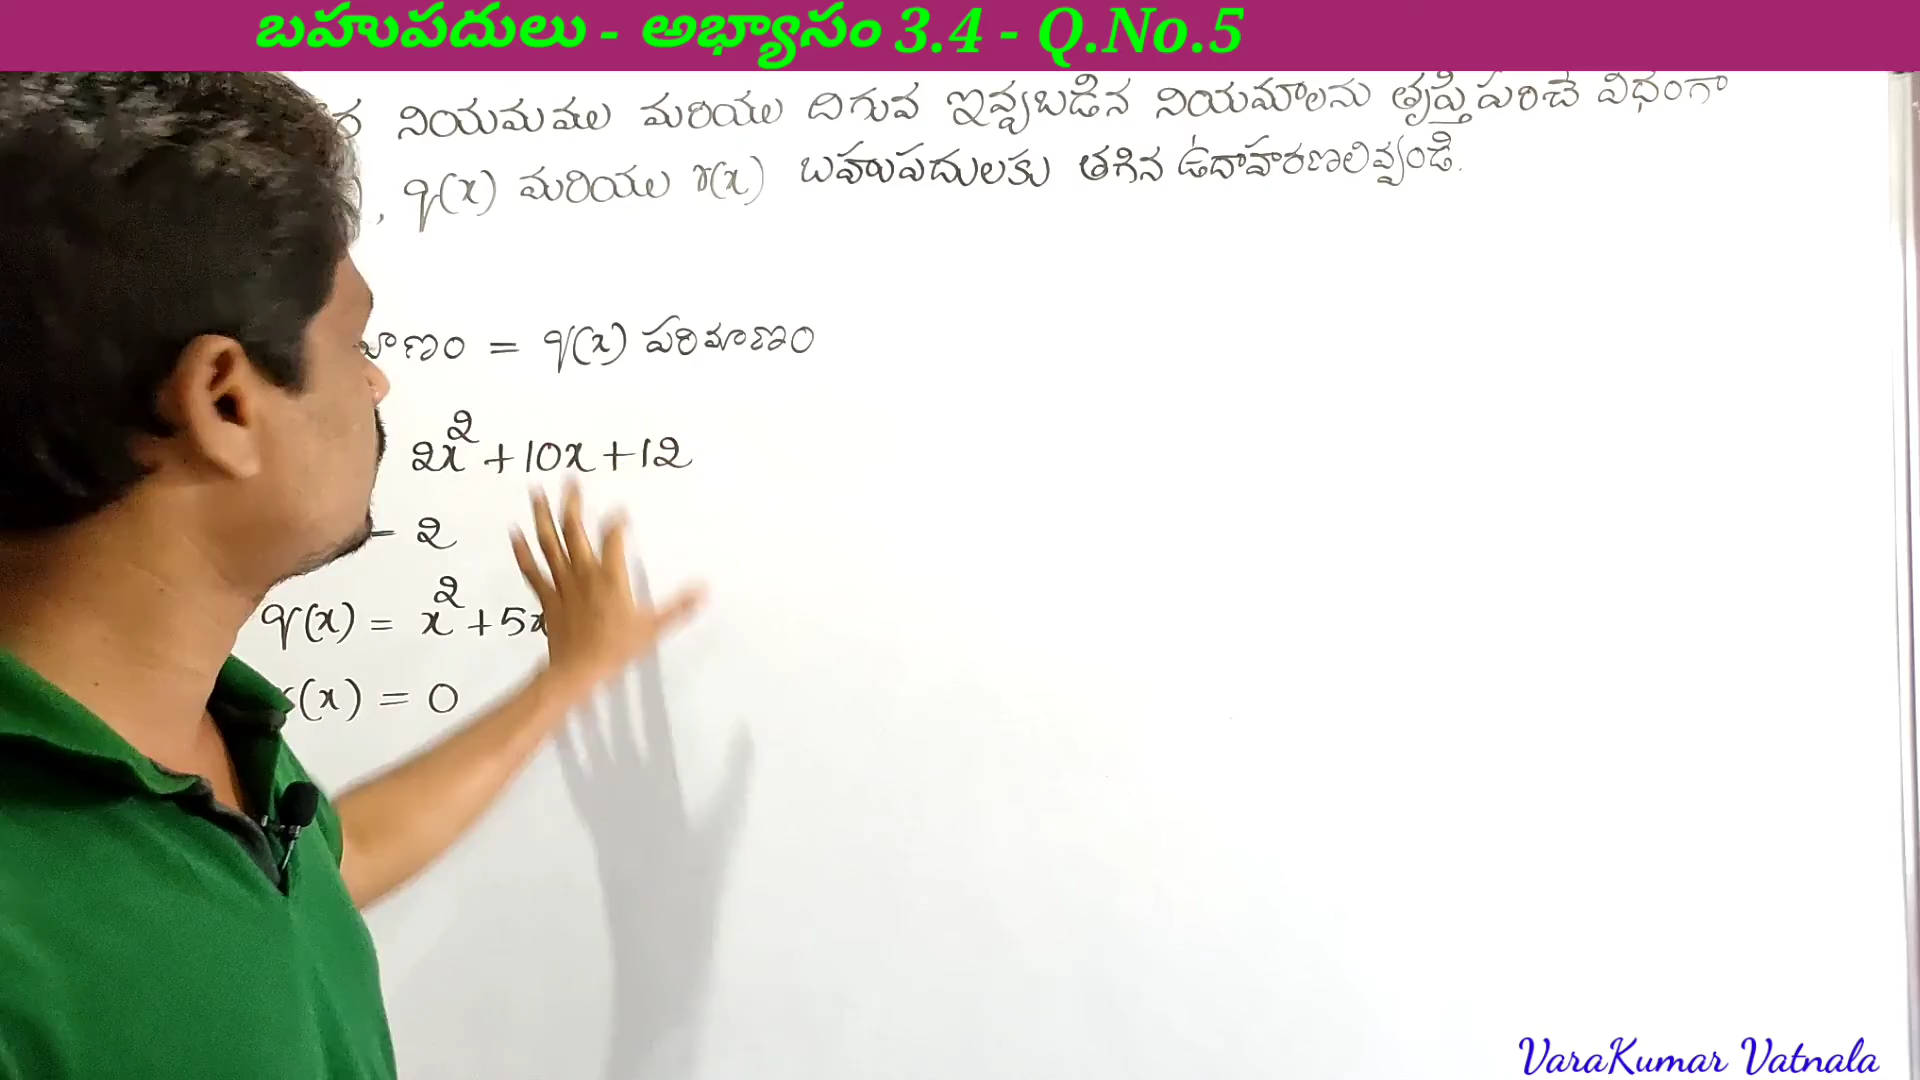 బహుపదులు - అభ్యాసం 3.4 - Q.No.5
నియమము మరియు దిగువ ఇవ్వబడిన నియమాలను తృప్తిపరిచే విధంగా
, q(x) మరియు r(x) బహుపదులకు తగిన ఉదాహరణలివ్వండి.
= q(x) పరిమాణం
2x² + 10x + 12
2
q(x) = x² + 5x
(x) = 0
VaraKumar Vatnala